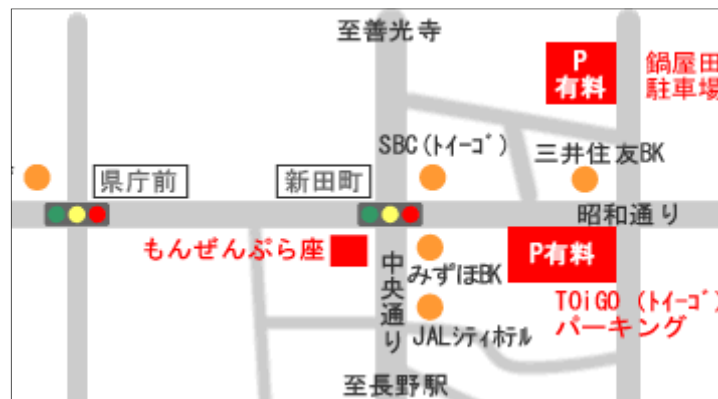 至善光寺
P
有料
鍋屋田
駐車場
SBC(ﾄｲｰｺﾞ)
三井住友BK
県庁前
新田町
昭和通り
もんぜんぷら座
中央通り
みずほBK
P有料
TOiGO (ﾄｲｰｺﾞ)
パーキング
JALｼﾃｨﾎﾃﾙ
至長野駅